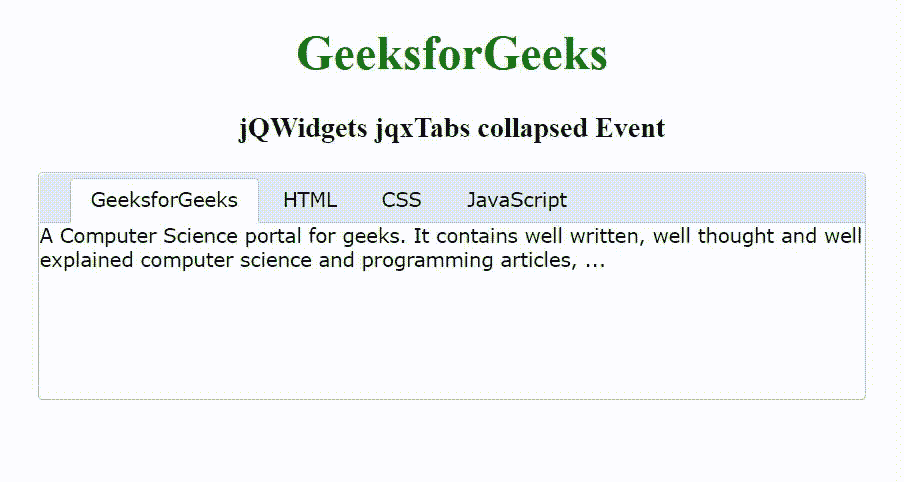 GeeksforGeeks
jQWidgets jqxTabs collapsed Event
GeeksforGeeks HTML CSS JavaScript
A Computer Science portal for geeks. It contains well written, well thought and well
explained computer science and programming articles, ...